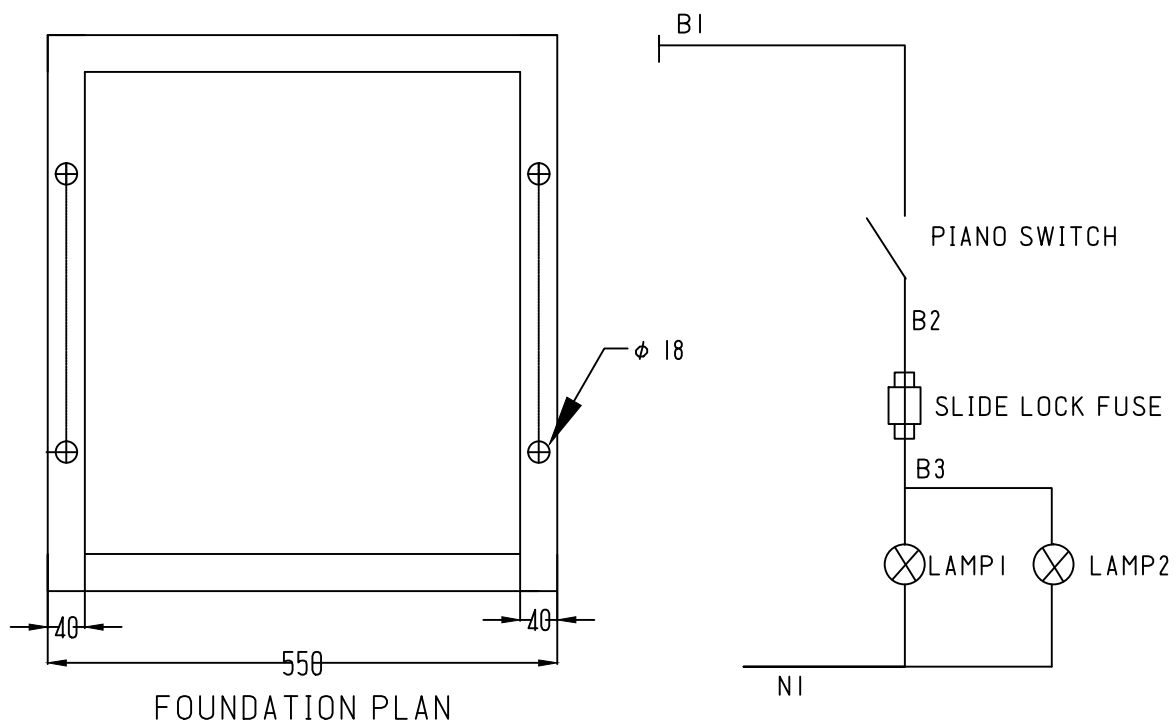 B1
PIANO SWITCH
B2
φ 18
SLIDE LOCK FUSE
B3
LAMP1
LAMP2
40
40
550
N1
FOUNDATION PLAN